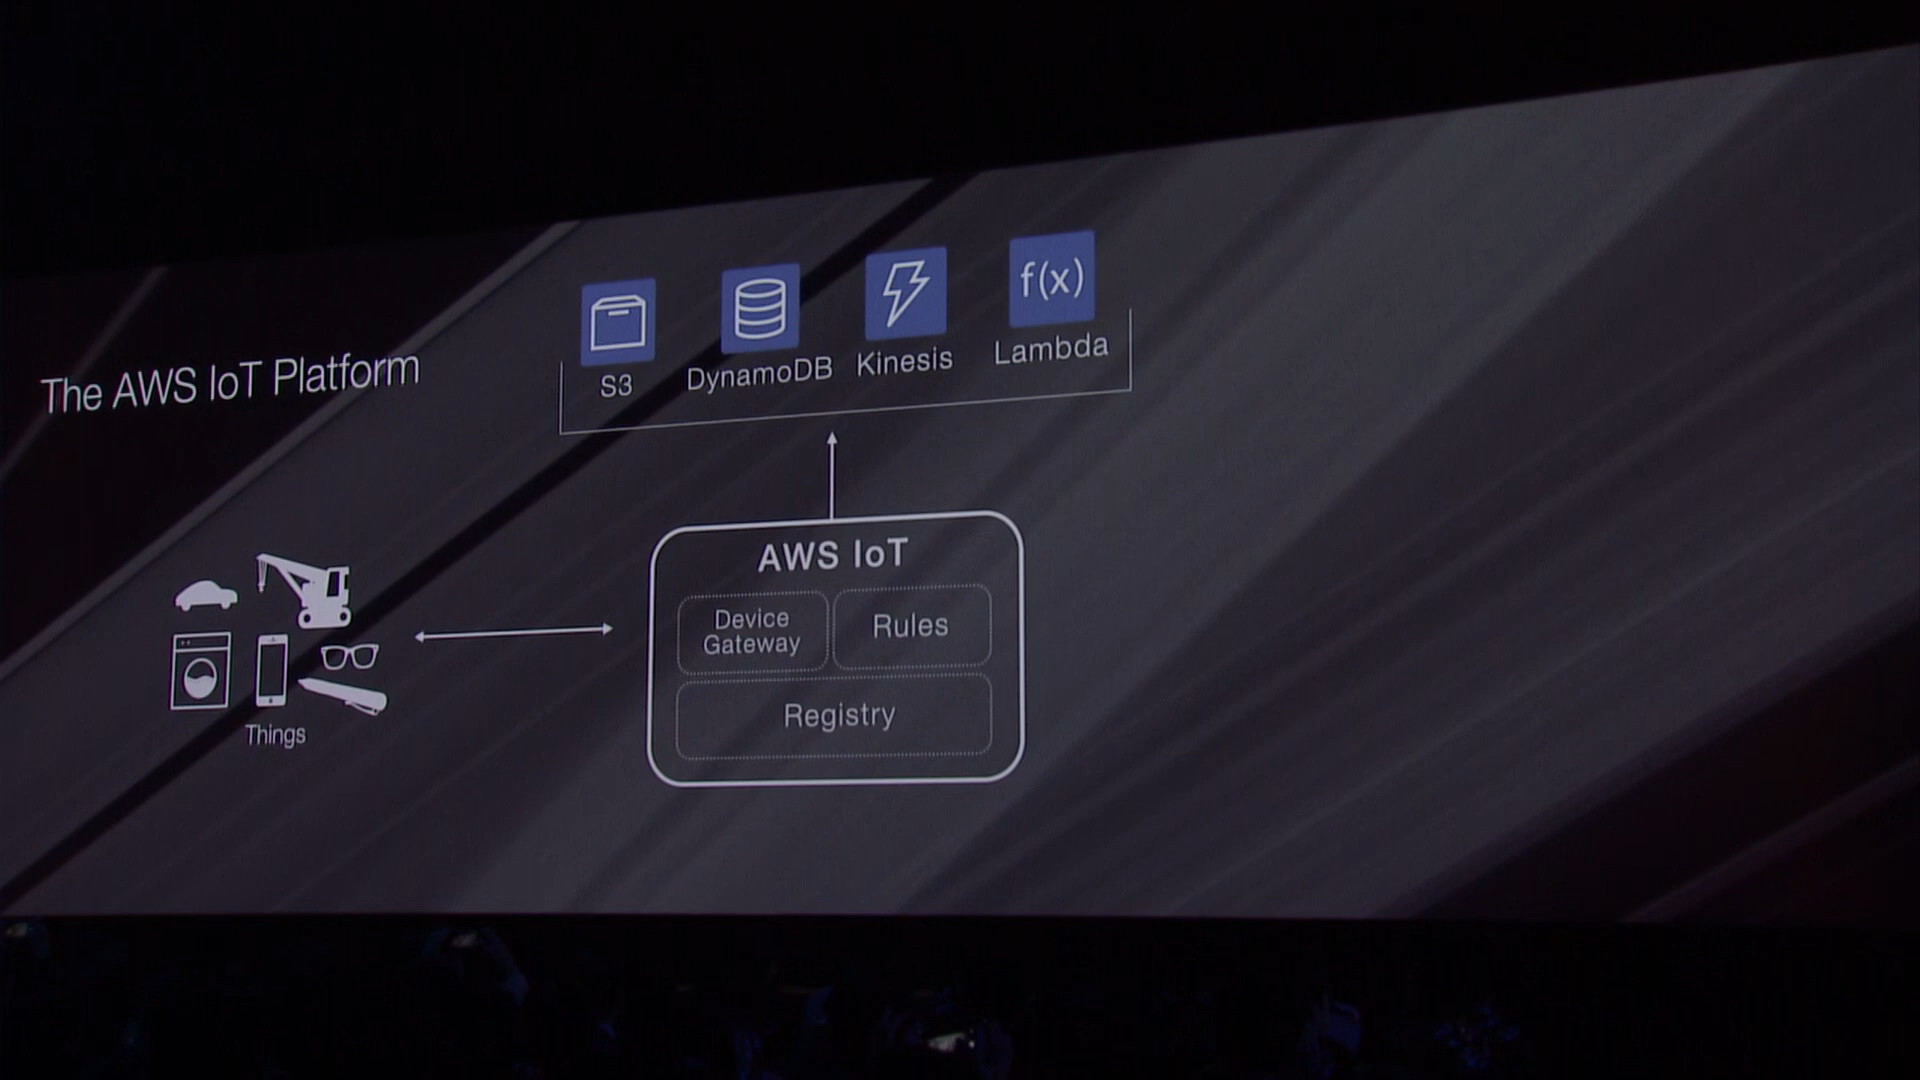 The AWS IoT Platform
f(x)
S3
DynamoDB
Kinesis
Lambda
AWS IoT
Device
Gateway
Rules
Registry
Things